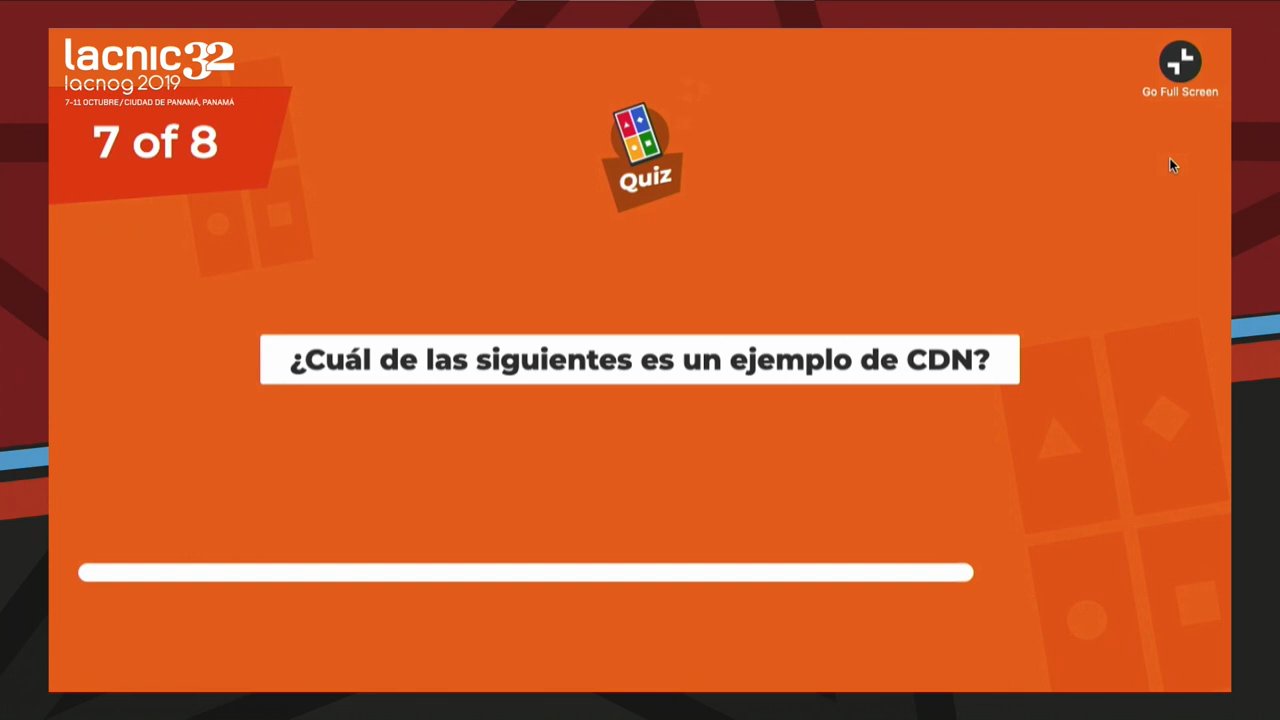 lacnic32
lacnog 2019
7-11 OCTUBRE / CIUDAD DE PANAMÁ, PANAMÁ
7 of 8
Go Full Screen
Quiz
¿Cuál de las siguientes es un ejemplo de CDN?